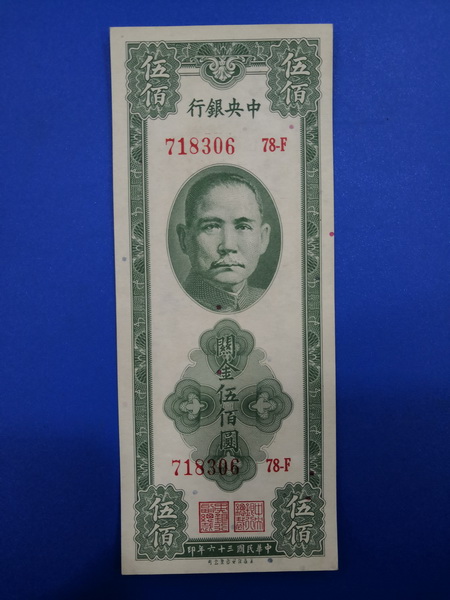 伍佰
伍佰
中央銀行
718306 78-F
關金伍佰圓
718306 78-F
伍佰
伍佰
中華民國三十六年印